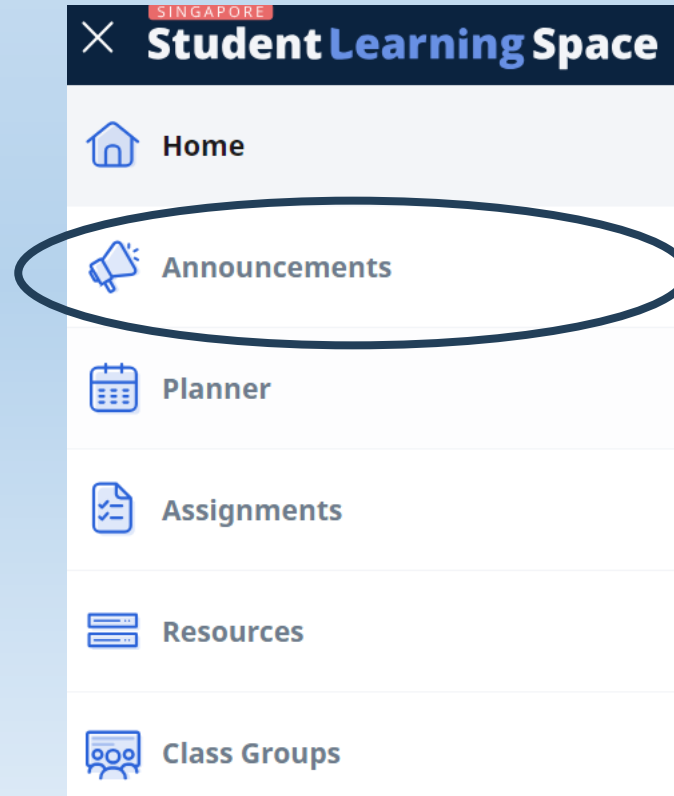 SINGAPORE
Student Learning Space
Home
Announcements
Planner
Assignments
Resources
Class Groups